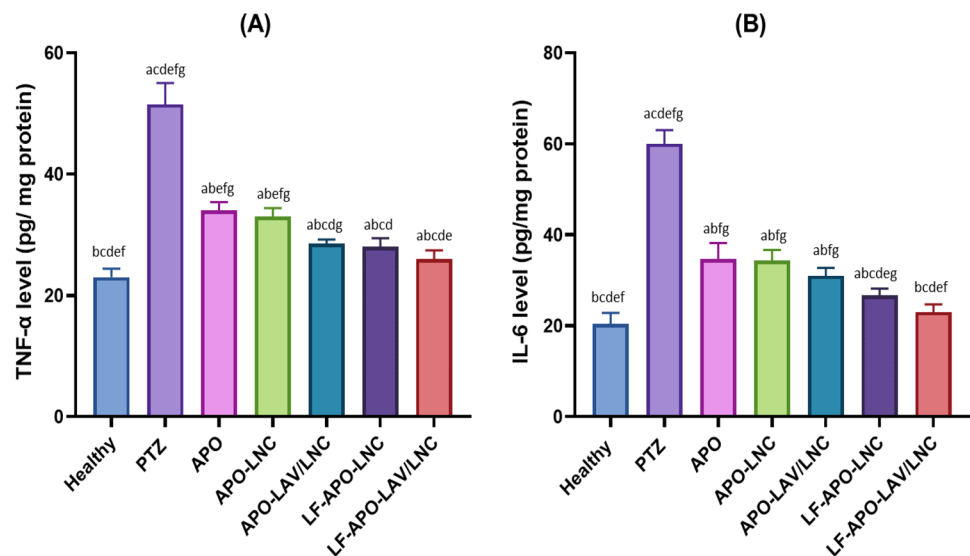 (A)
TNF-α level (pg/ mg protein)
60
40
20
0
bcdef
acdefg
abefg
abefg
abcdg
abcd
abcde
Healthy
PTZ
APO
APO-LNC
APO-LAV/LNC
LF-APO-LNC
LF-APO-LAV/LNC
(B)
IL-6 level (pg/mg protein)
80
60
40
20
0
bcdef
acdefg
abfg
abfg
abfg
abcdeg
bcdef
Healthy
PTZ
APO
APO-LNC
APO-LAV/LNC
LF-APO-LNC
LF-APO-LAV/LNC